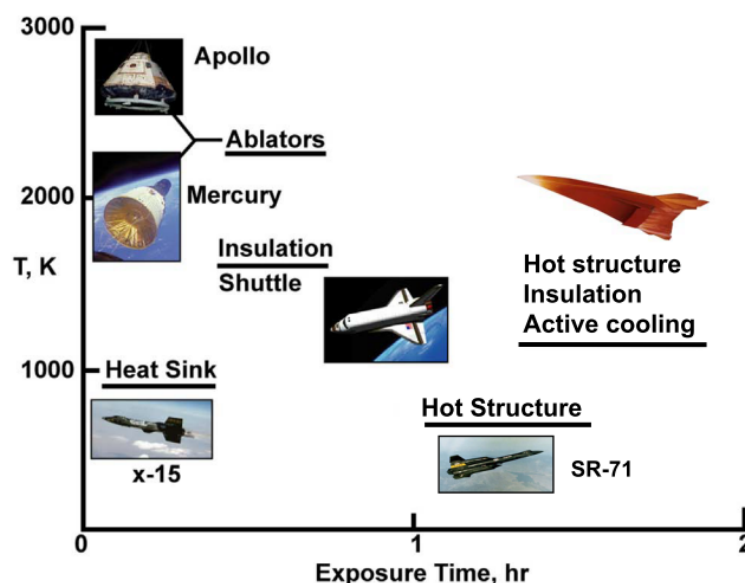 3000
Apollo
Ablators
2000
Mercury
T, K
Insulation
Shuttle
Hot structure
Insulation
Active cooling
1000
Heat Sink
x-15
Hot Structure
SR-71
0
1
2
Exposure Time, hr